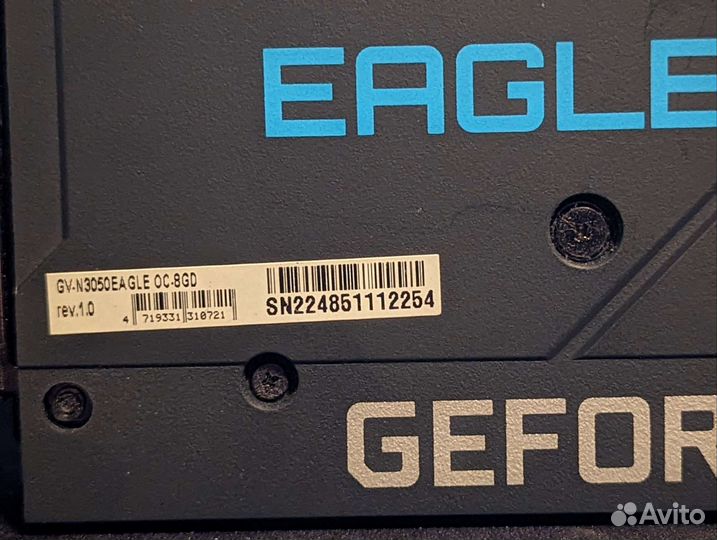 EAGLE
GV-N3050EAGLE OC-8GD
rev.1.0
4 719331 310721
SN224851112254
GEFOR
Avito